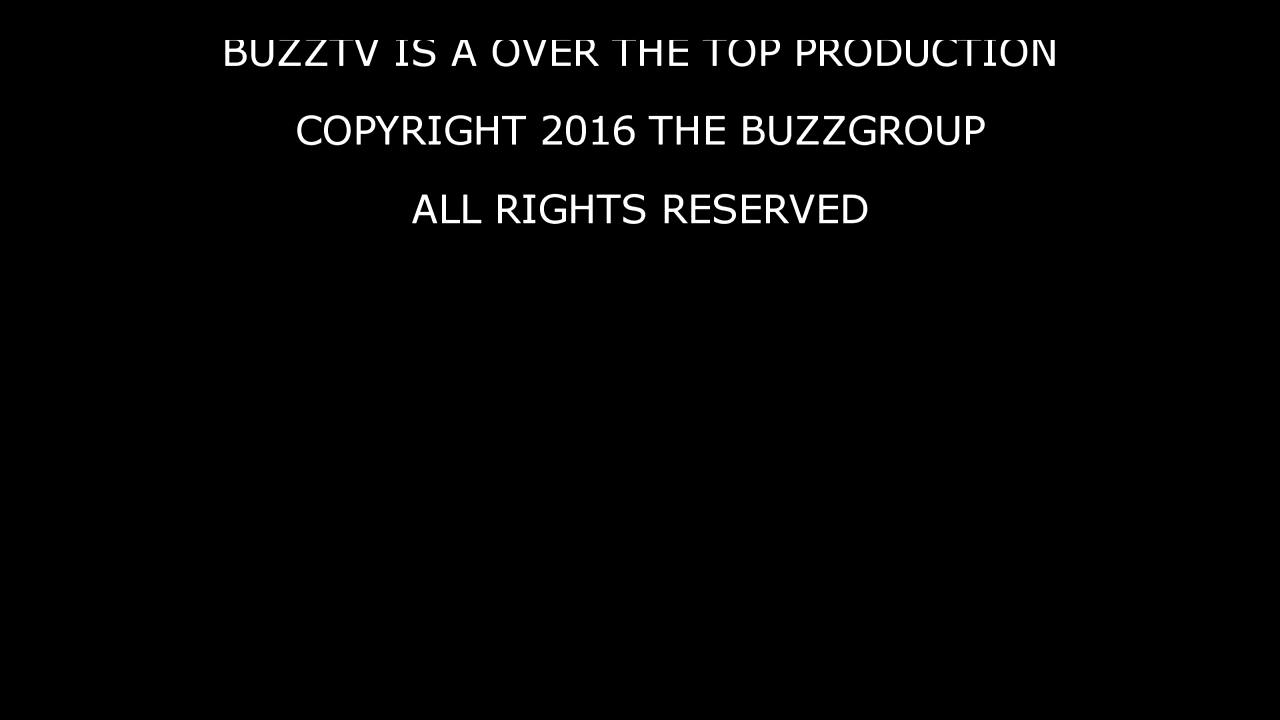 BUZZTV IS A OVER THE TOP PRODUCTION
COPYRIGHT 2016 THE BUZZGROUP
ALL RIGHTS RESERVED